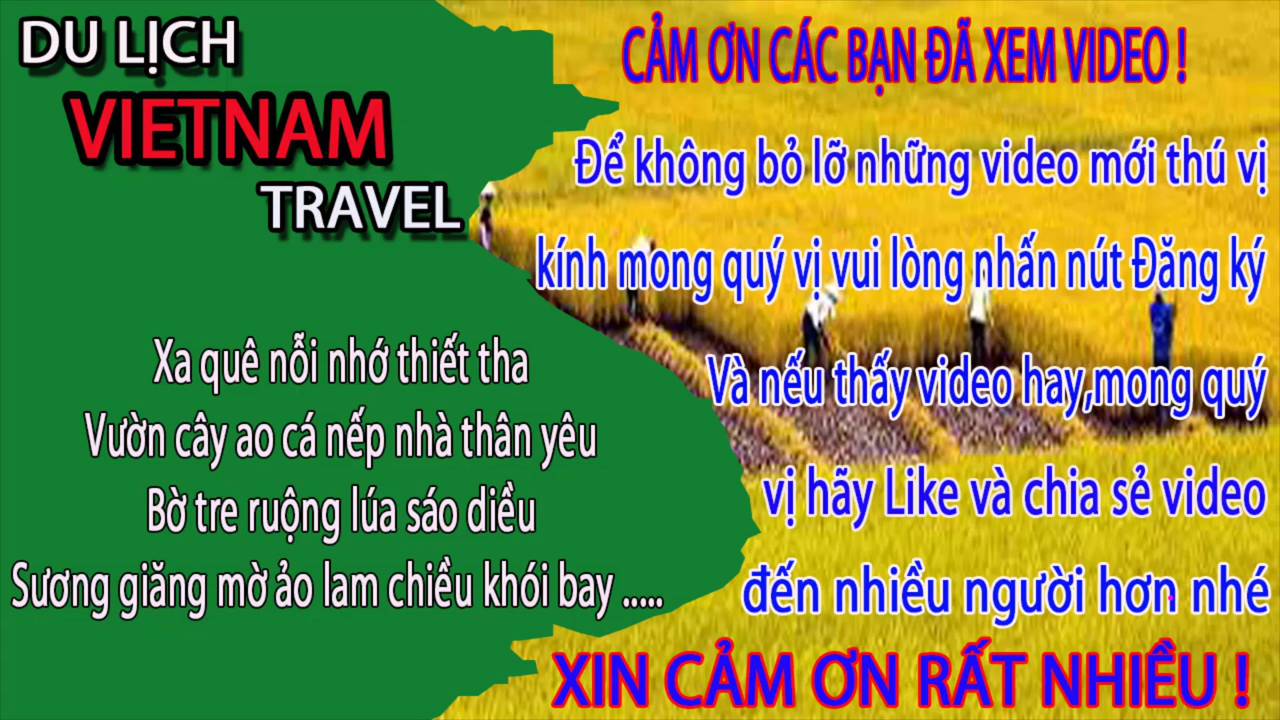 DU LỊCH
VIETNAM
TRAVEL
Xa quê nỗi nhớ thiết tha
Vườn cây ao cá nếp nhà thân yêu
Bờ tre ruộng lúa sáo diều
Sương giăng mờ ảo lam chiều khói bay .....
CẢM ƠN CÁC BẠN ĐÃ XEM VIDEO !
Để không bỏ lỡ những video mới thú vị
kính mong quý vị vui lòng nhấn nút Đăng ký
Và nếu thấy video hay,mong quý
vị hãy Like và chia sẻ video
đến nhiều người hơn nhé
XIN CẢM ƠN RẤT NHIỀU !